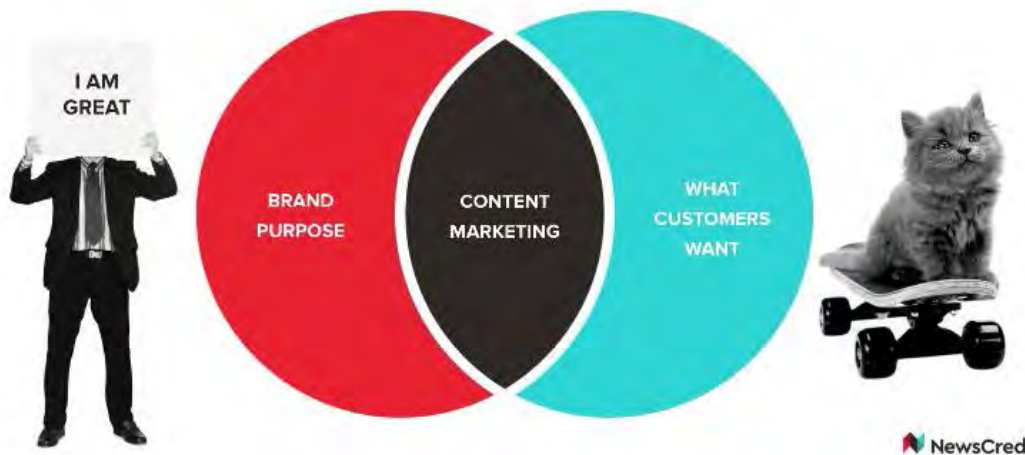 I AM
GREAT
BRAND
PURPOSE
CONTENT
MARKETING
WHAT
CUSTOMERS
WANT
NewsCred